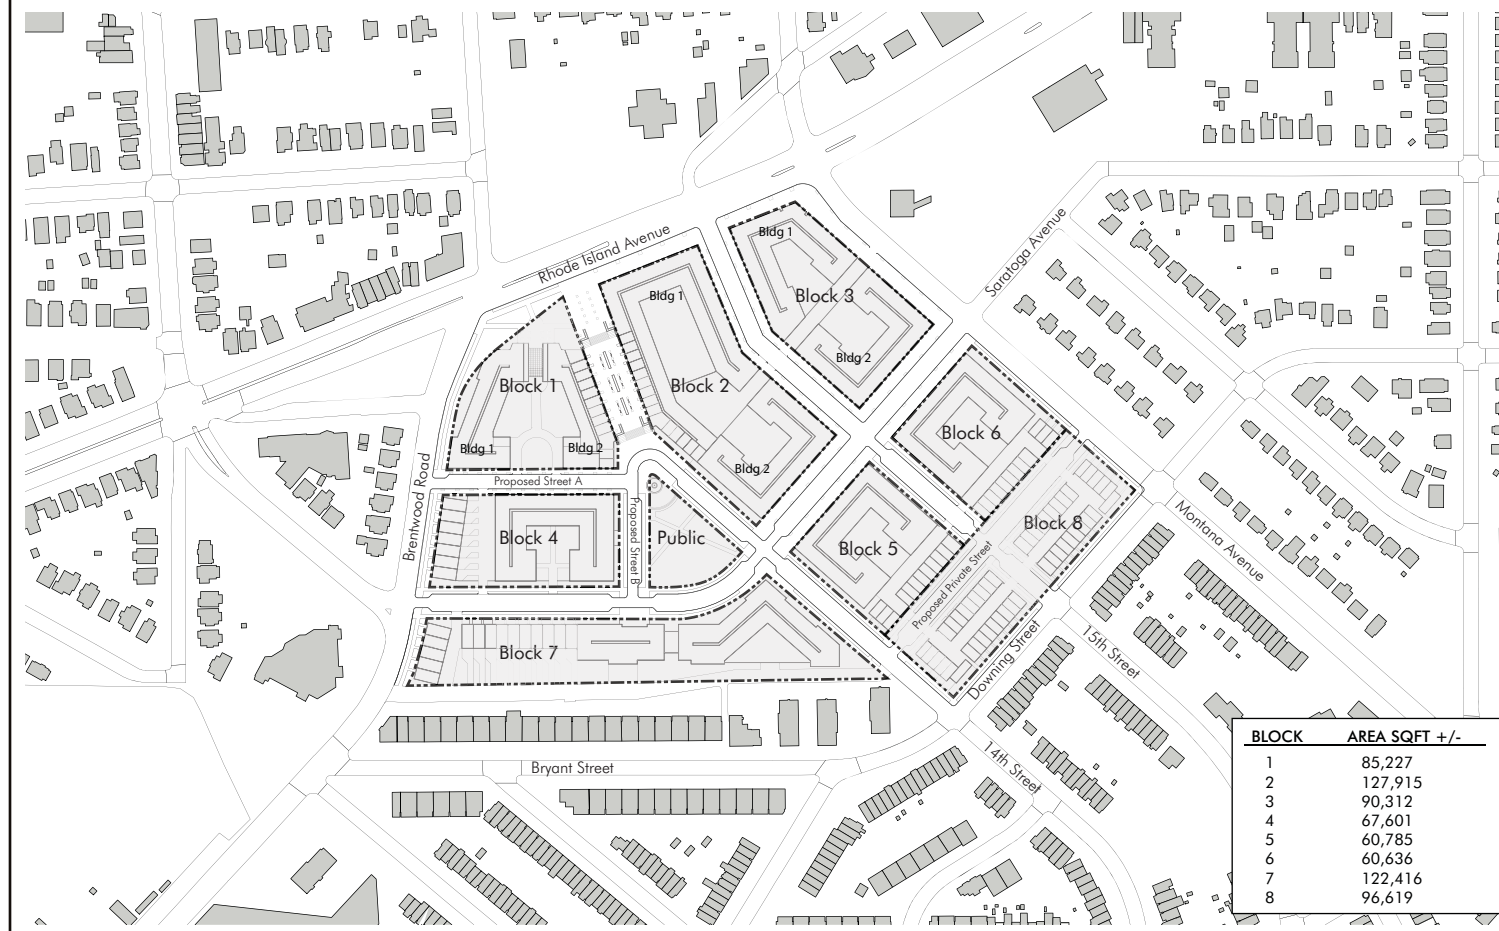 Rhode Island Avenue
Saratoga Avenue
Bldg 1
Block 3
Bldg 2
Bldg 1
Block 2
Bldg 2
Block 1
Bldg 1
Bldg 2
Block 6
Brentwood Road
Proposed Street A
Block 4
Proposed Street B
Public
Block 5
Block 8
Proposed Private Street
Montana Avenue
Block 7
Downing Street
15th Street
14th Street
Bryant Street
BLOCK AREA SQFT +/-
1 85,227
2 127,915
3 90,312
4 67,601
5 60,785
6 60,636
7 122,416
8 96,619